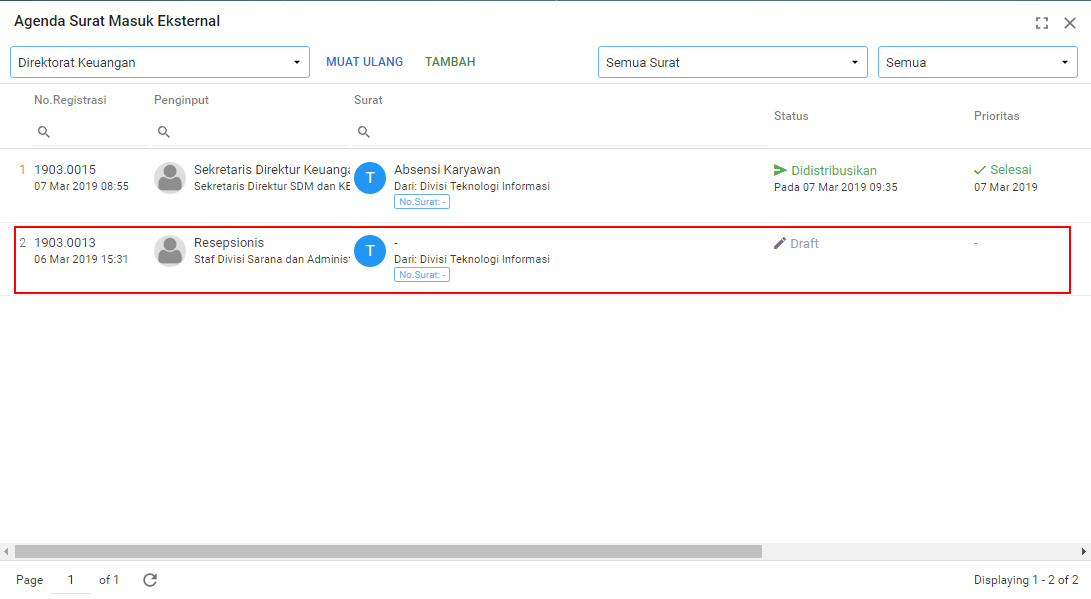 Agenda Surat Masuk Eksternal
Direktorat Keuangan
MUAT ULANG
TAMBAH
Semua Surat
Semua
No.Registrasi
Penginput
Surat
Status
Prioritas
1
1903.0015
07 Mar 2019 08:55
Sekretaris Direktur Keuanga
Sekretaris Direktur SDM dan KE
T
Absensi Karyawan
Dari: Divisi Teknologi Informasi
No.Surat: -
Didistribusikan
Pada 07 Mar 2019 09:35
Selesai
07 Mar 2019
2
1903.0013
06 Mar 2019 15:31
Resepsionis
Staf Divisi Sarana dan Adminis
T
-
Dari: Divisi Teknologi Informasi
No.Surat: -
Draft
-
Page 1 of 1
Displaying 1 - 2 of 2